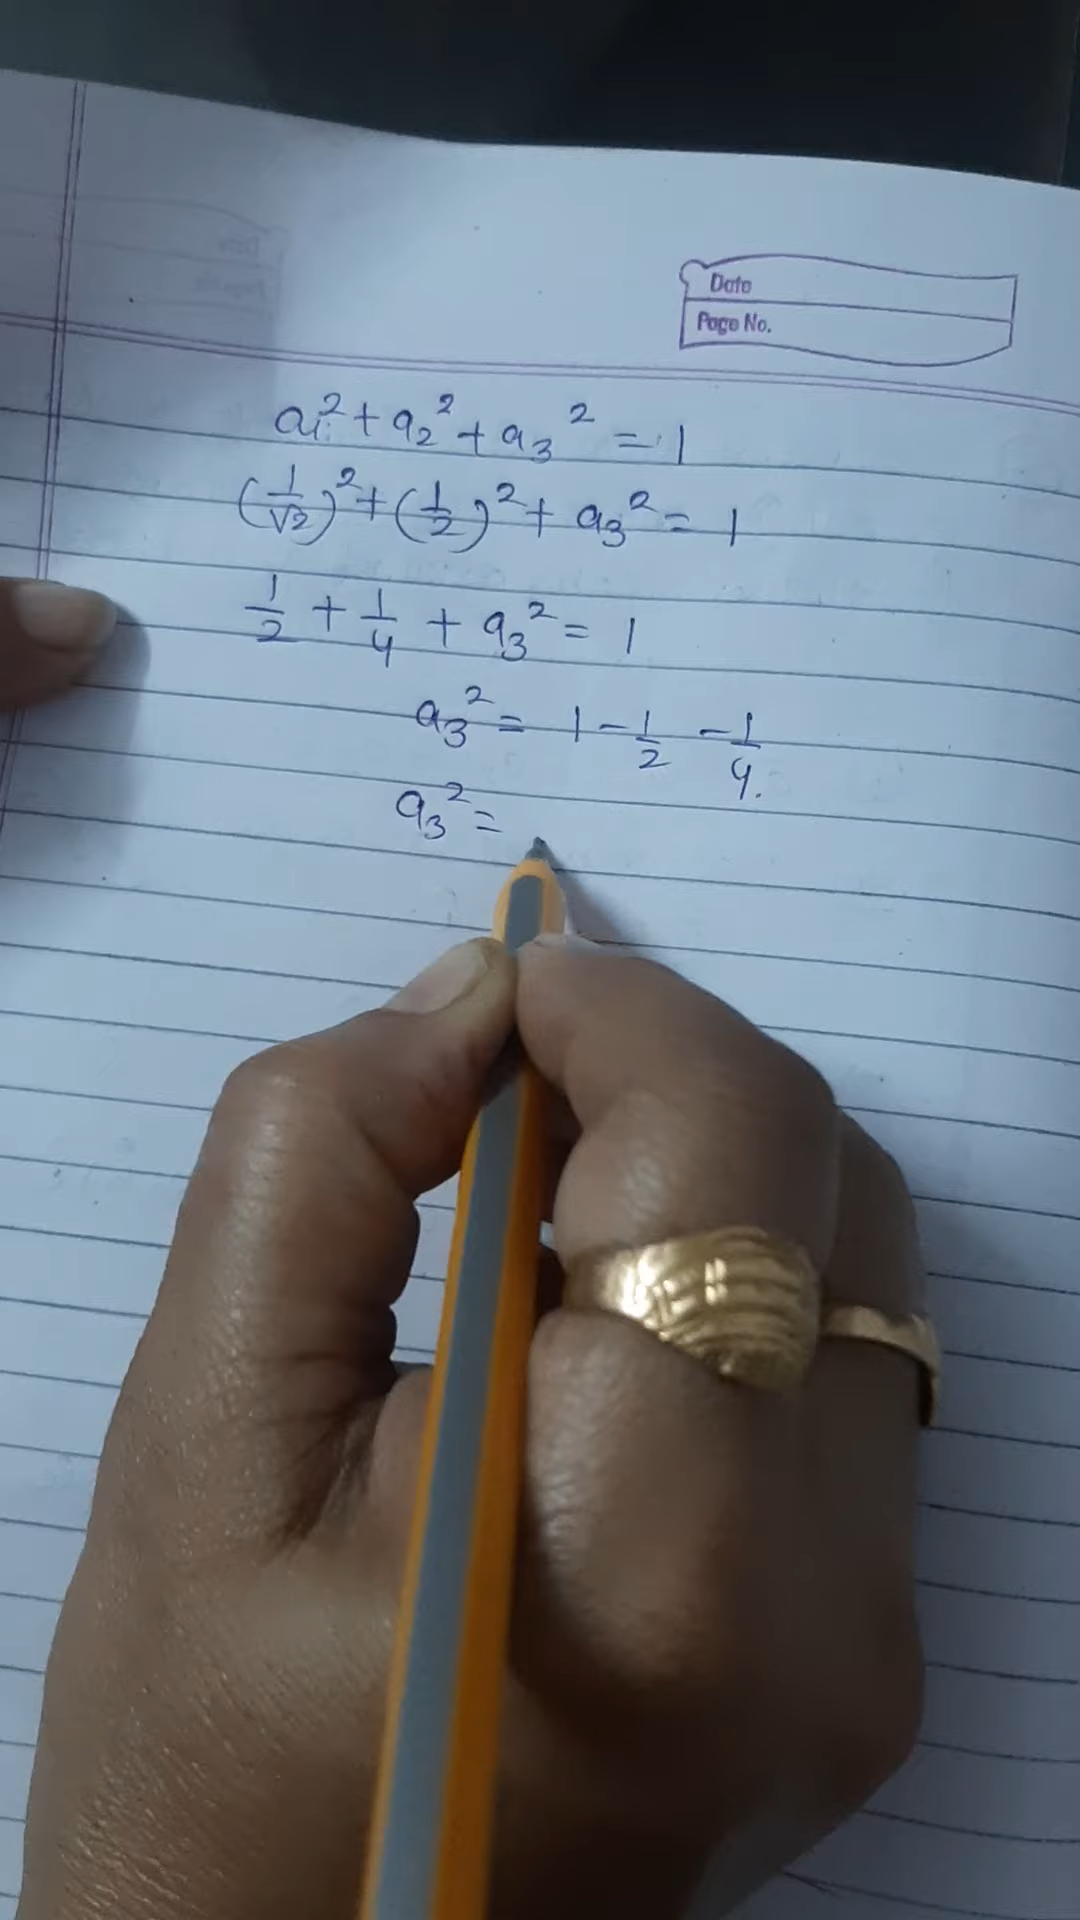 Date
Page No.
a₁² + a₂² + a₃² = 1
(1/√2)² + (1/2)² + a₃² = 1
1/2 + 1/4 + a₃² = 1
a₃² = 1 - 1/2 - 1/4.
a₃² =